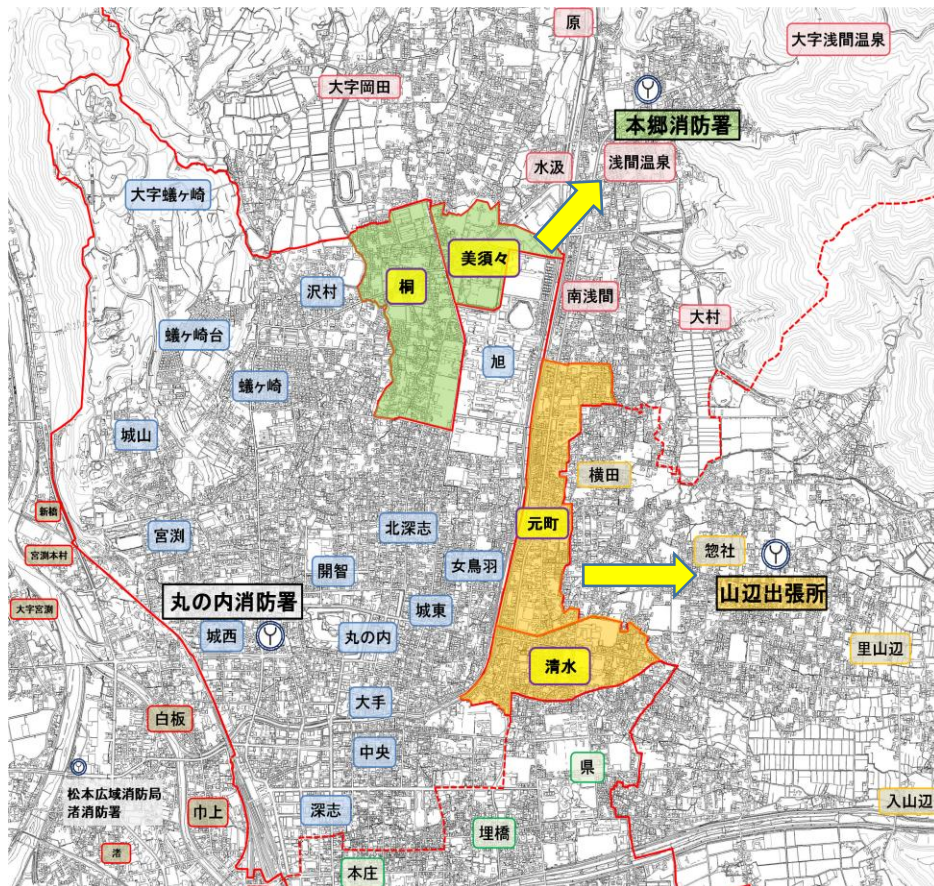 原
大字浅間温泉
大字岡田
本郷消防署
水汲
浅間温泉
大字蟻ヶ崎
美須々
桐
沢村
南浅間
大村
蟻ヶ崎台
旭
蟻ヶ崎
城山
横田
新橋
宮渕
北深志
元町
宮渕本村
惣社
開智
女鳥羽
山辺出張所
大字宮渕
丸の内消防署
城東
城西
丸の内
里山辺
清水
大手
白板
中央
県
松本広域消防局
渚消防署
巾上
深志
入山辺
埋橋
渚
本庄